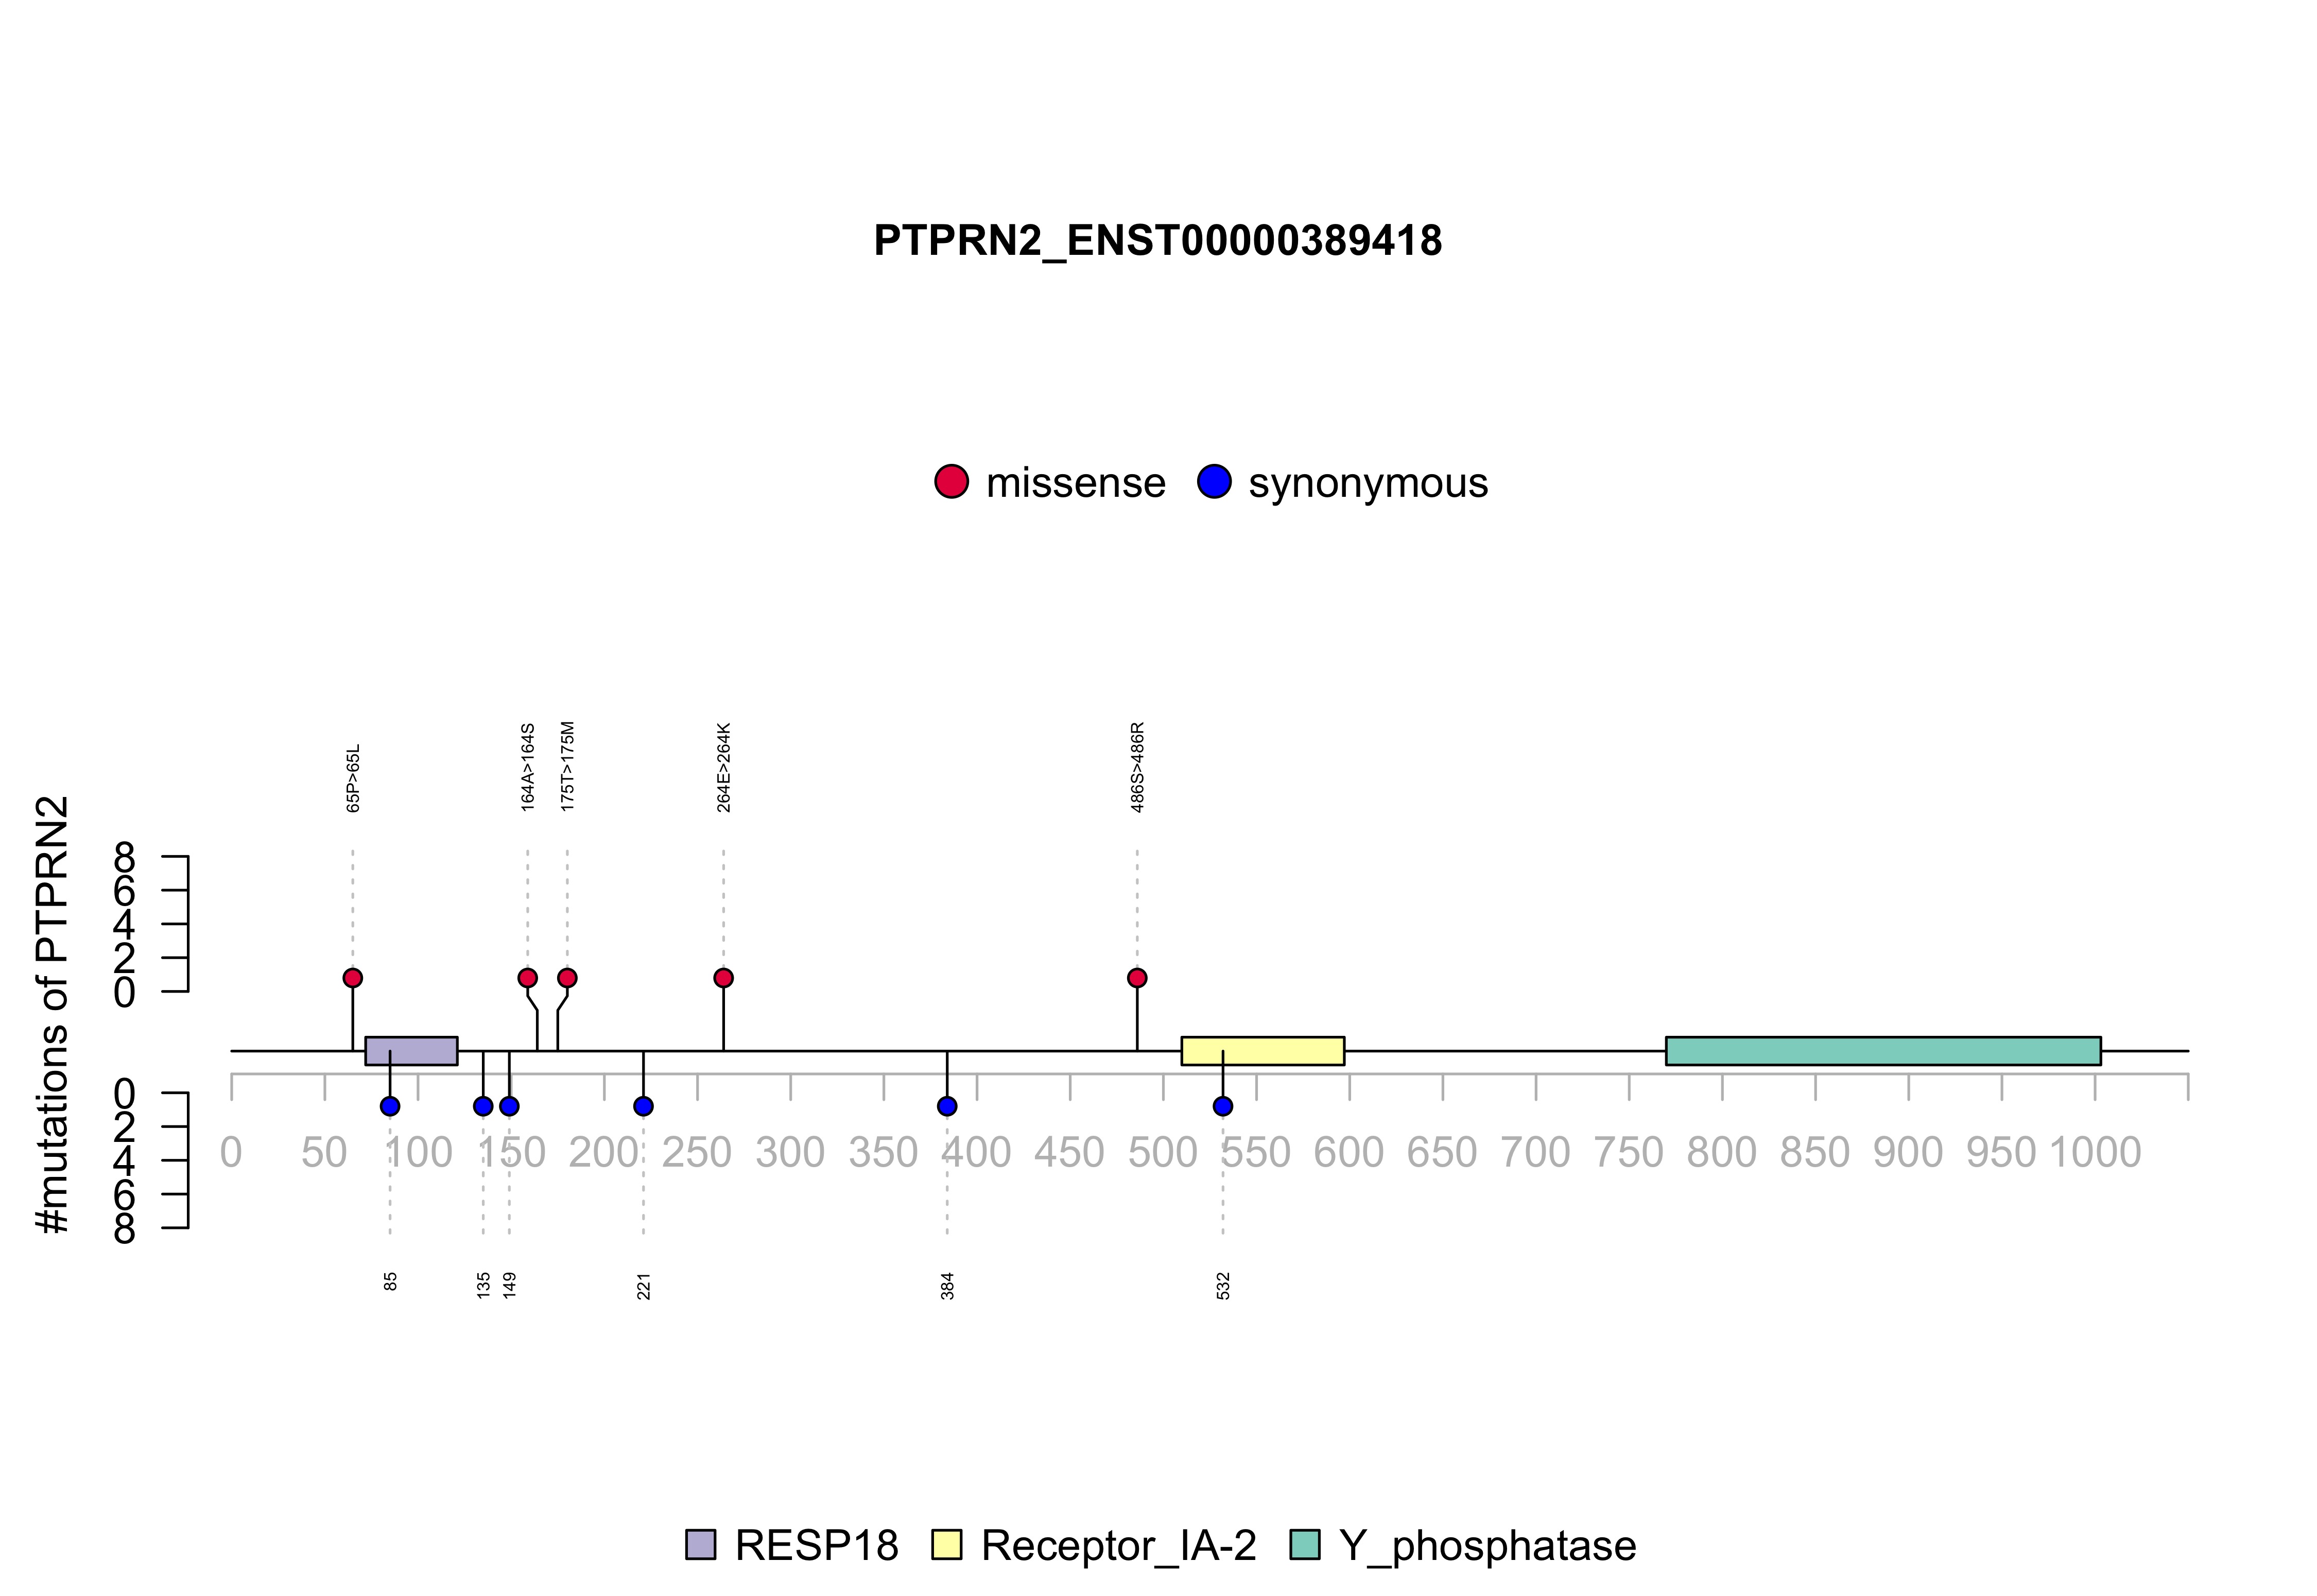 PTPRN2_ENST00000389418
missense synonymous
65P>65L 164A>164S 175T>175M 264E>264K 486S>486R
#mutations of PTPRN2
8
6
4
2
0
0
2
4
6
8
0 50 100 150 200 250 300 350 400 450 500 550 600 650 700 750 800 850 900 950 1000
85 135 149 221 384 532
RESP18 Receptor_IA-2 Y_phosphatase